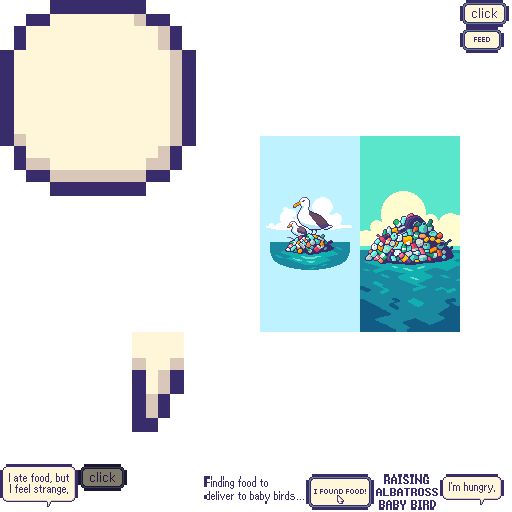 click
FEED
I ate food, but
I feel strange,
click
Finding food to
deliver to baby birds...
I FOUND FOOD!
RAISING
ALBATROSS
BABY BIRD
I'm hungry,